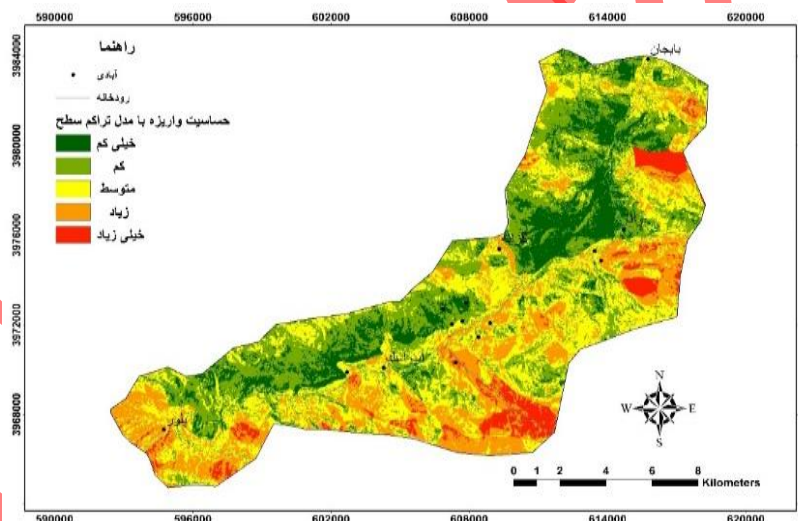 590000 596000 602000 608000 614000 620000
3984000
3980000
3976000
3972000
3968000
راهنما
آبادی
رودخانه
حساسیت واریزه با مدل تراکم سطح
خیلی کم
کم
متوسط
زیاد
خیلی زیاد
بایجان
پلور
N
W E
S
0 1 2 4 6 8
Kilometers
590000 596000 602000 608000 614000 620000